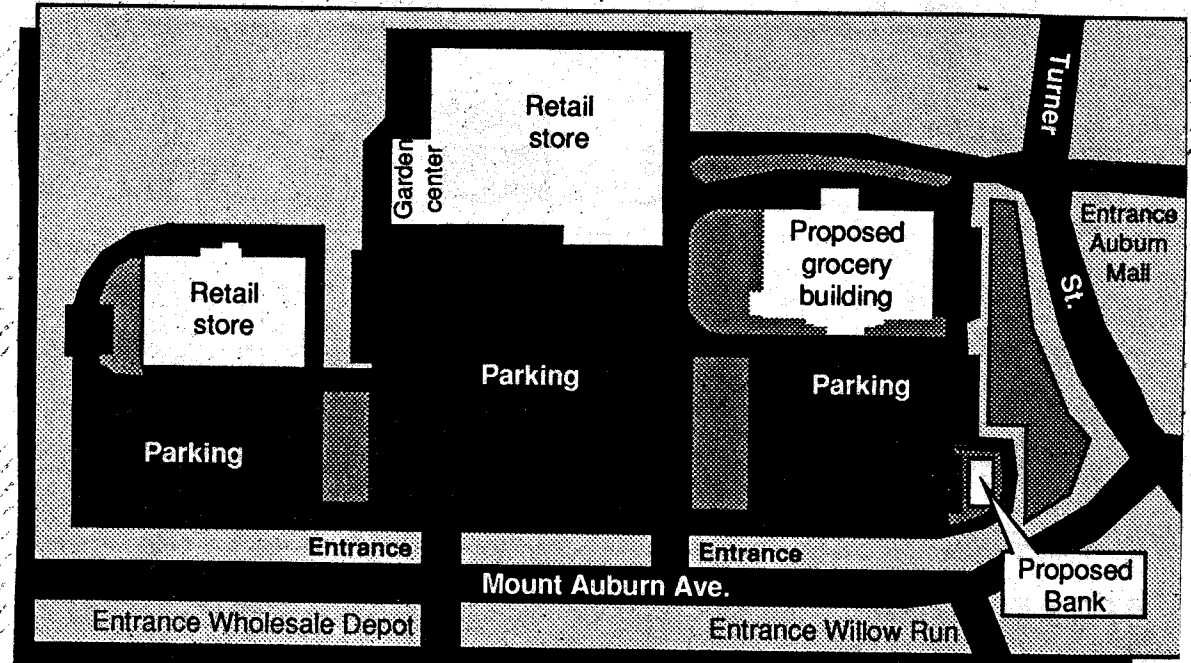 Turner
St.
Retail
store
Garden
center
Entrance
Auburn
Mall
Proposed
grocery
building
Retail
store
Parking
Parking
Parking
Entrance
Entrance
Mount Auburn Ave.
Proposed
Bank
Entrance Wholesale Depot
Entrance Willow Run